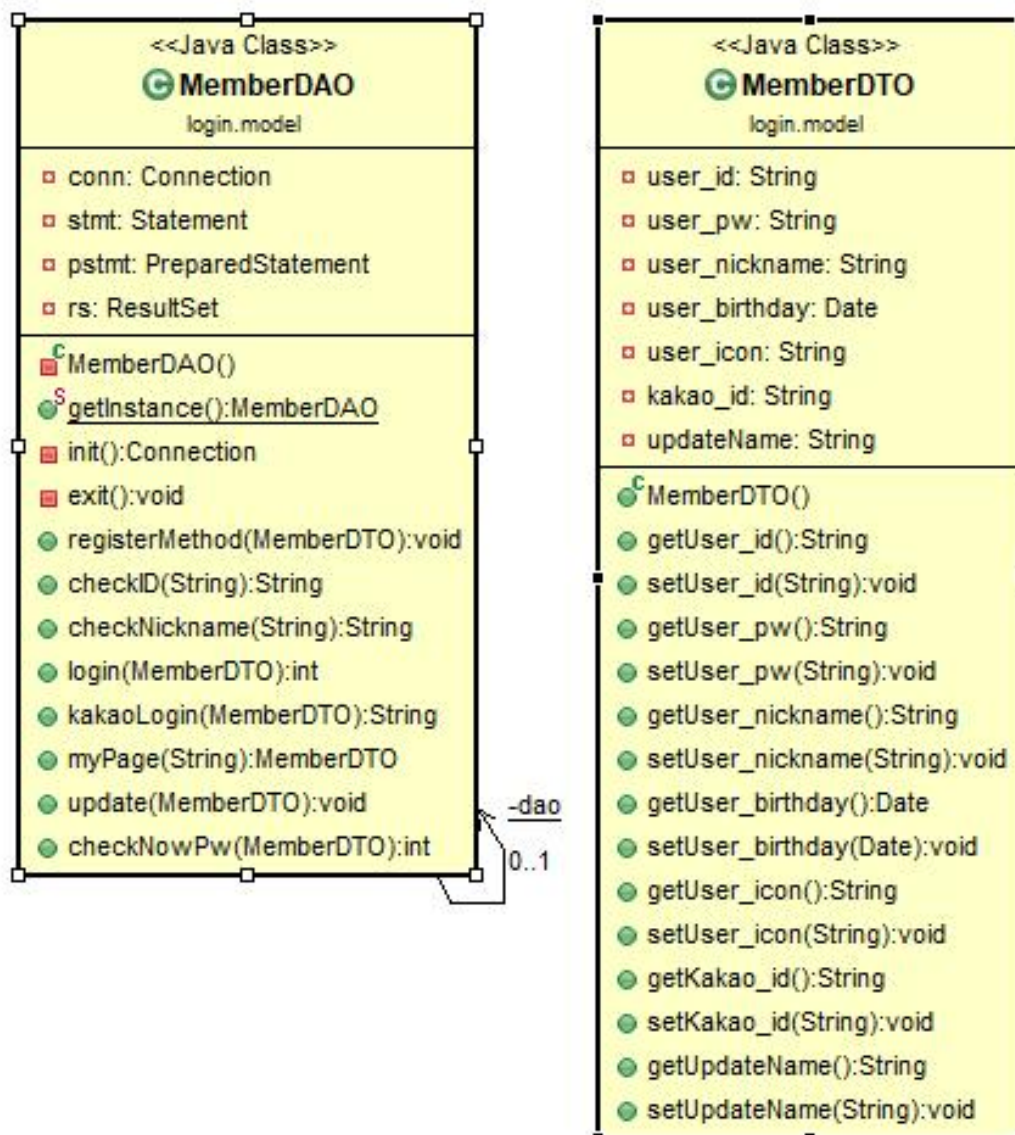 <<Java Class>>
MemberDAO
login.model
conn: Connection
stmt: Statement
pstmt: PreparedStatement
rs: ResultSet
MemberDAO()
getInstance():MemberDAO
init():Connection
exit():void
registerMethod(MemberDTO):void
checkID(String):String
checkNickname(String):String
login(MemberDTO):int
kakaoLogin(MemberDTO):String
myPage(String):MemberDTO
update(MemberDTO):void
checkNowPw(MemberDTO):int
-dao
0..1
<<Java Class>>
MemberDTO
login.model
user_id: String
user_pw: String
user_nickname: String
user_birthday: Date
user_icon: String
kakao_id: String
updateName: String
MemberDTO()
getUser_id():String
setUser_id(String):void
getUser_pw():String
setUser_pw(String):void
getUser_nickname():String
setUser_nickname(String):void
getUser_birthday():Date
setUser_birthday(Date):void
getUser_icon():String
setUser_icon(String):void
getKakao_id():String
setKakao_id(String):void
getUpdateName():String
setUpdateName(String):void